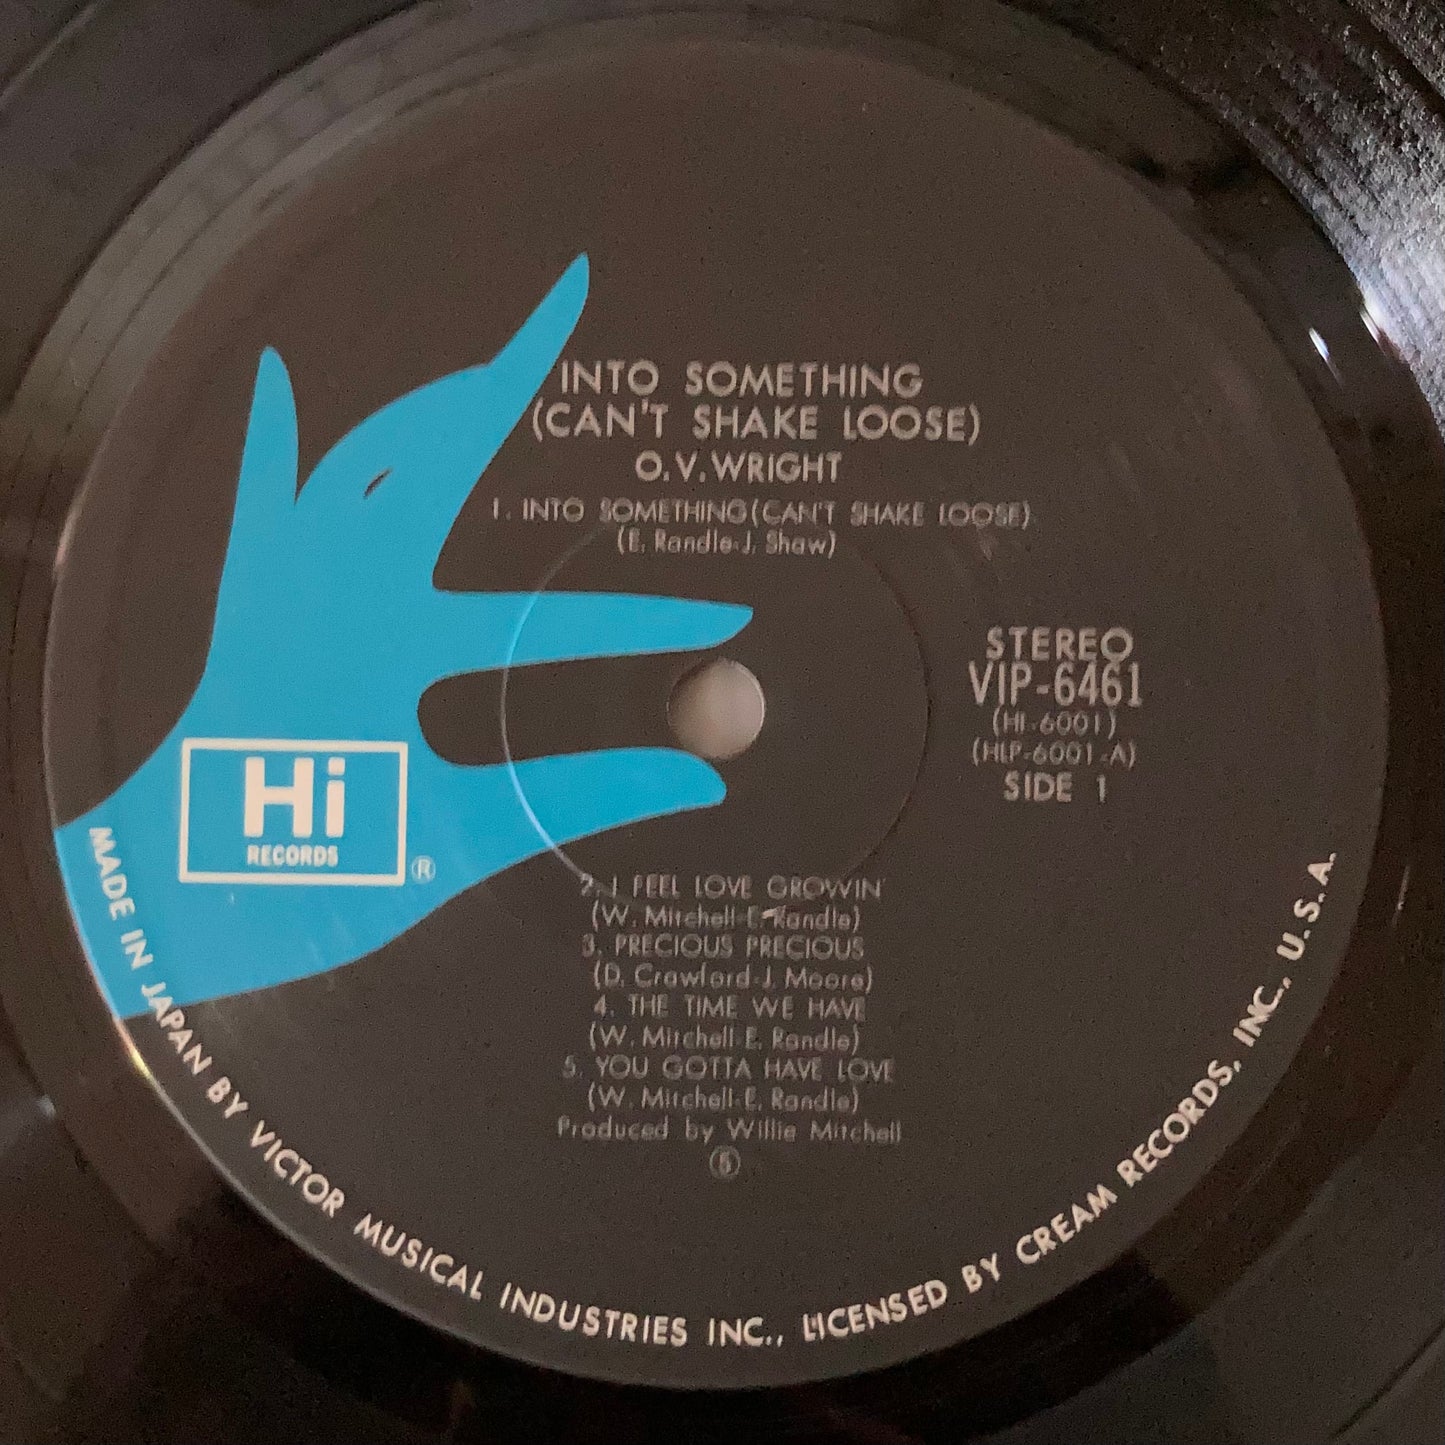 INTO SOMETHING
(CAN'T SHAKE LOOSE)
O.V.WRIGHT
1. INTO SOMETHING(CAN'T SHAKE LOOSE)
(E. Randle-J. Shaw)
STEREO
VIP-6461
(HI-6001)
(HLP-6001-A)
SIDE 1
Hi
RECORDS
®
2. I FEEL LOVE GROWIN'
(W. Mitchell-E. Randle)
3. PRECIOUS PRECIOUS
(D. Crawford-J. Moore)
4. THE TIME WE HAVE
(W. Mitchell-E. Randle)
5. YOU GOTTA HAVE LOVE
(W. Mitchell-E. Randle)
Produced by Willie Mitchell
MADE IN JAPAN BY VICTOR MUSICAL INDUSTRIES INC., LICENSED BY CREAM RECORDS, INC., U.S.A.